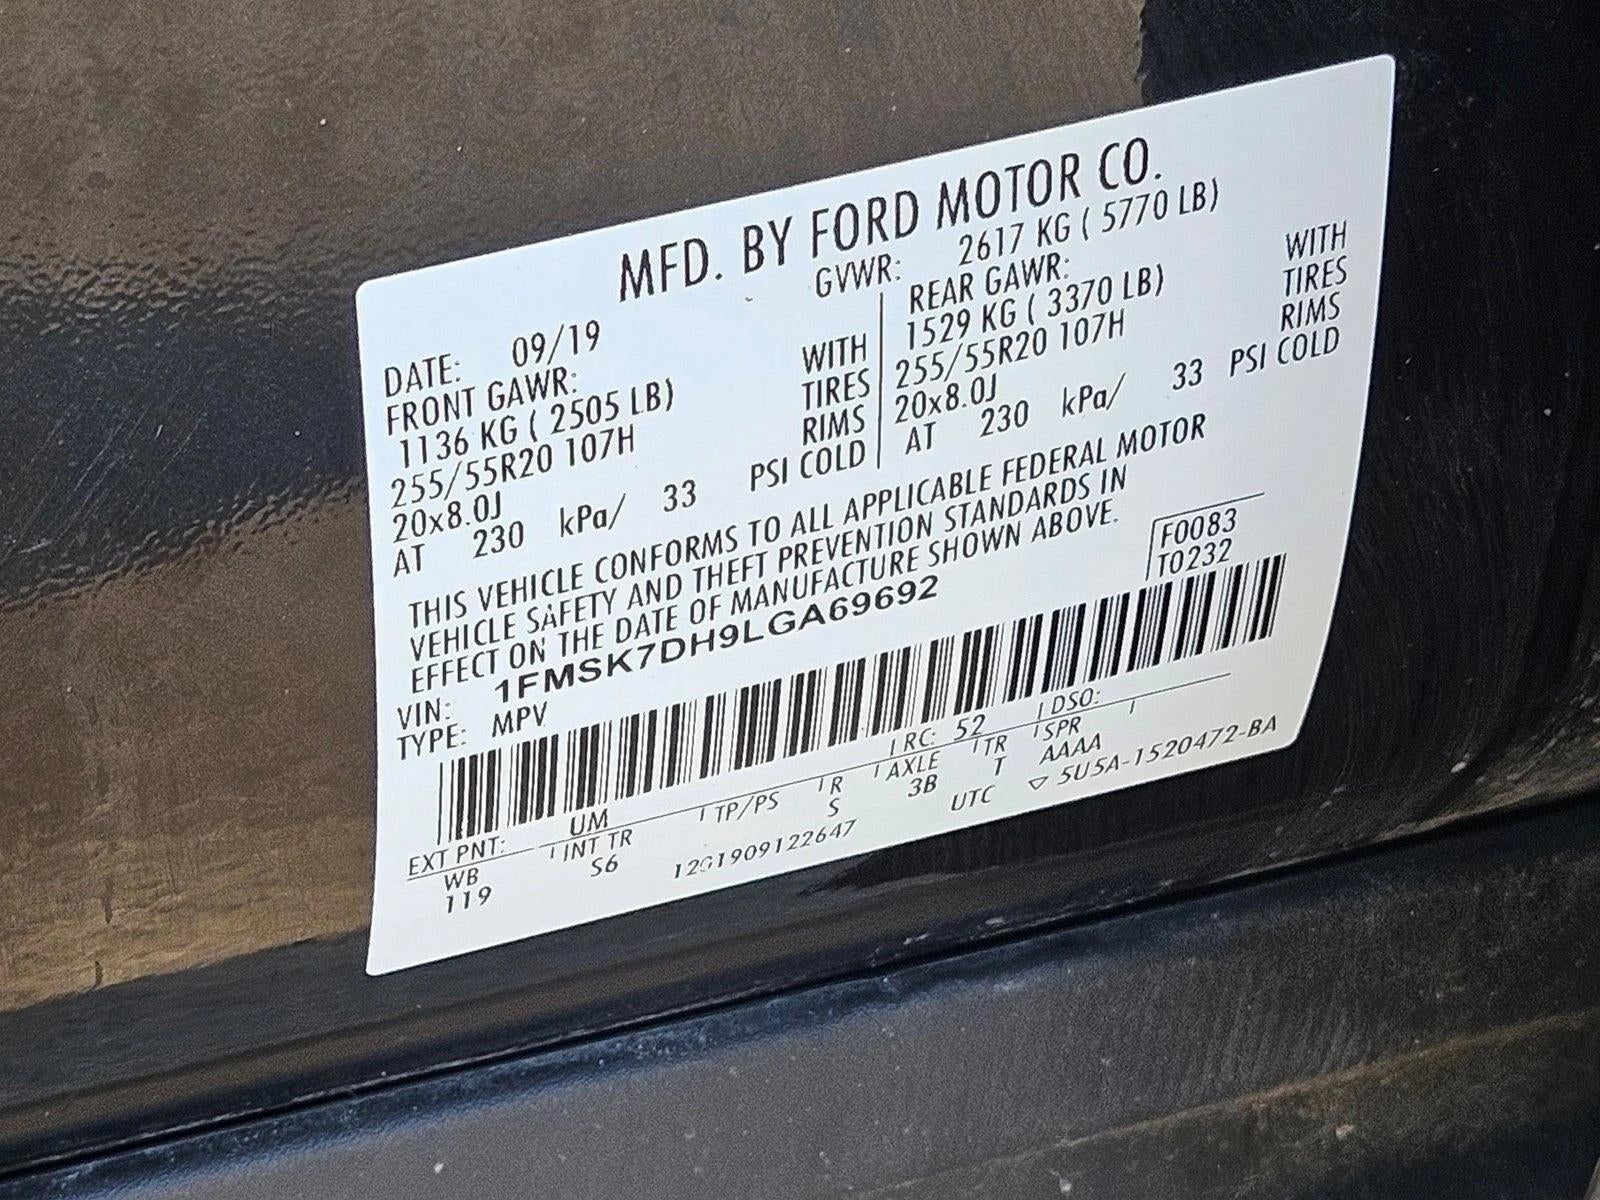 MFD. BY FORD MOTOR CO.
DATE: 09/19
GVWR: 2617 KG ( 5770 LB)
FRONT GAWR:
1136 KG ( 2505 LB) WITH
255/55R20 107H TIRES
20x8.0J RIMS
AT 230 kPa/ 33 PSI COLD
REAR GAWR:
1529 KG ( 3370 LB) WITH
255/55R20 107H TIRES
20x8.0J RIMS
AT 230 kPa/ 33 PSI COLD
THIS VEHICLE CONFORMS TO ALL APPLICABLE FEDERAL MOTOR
VEHICLE SAFETY AND THEFT PREVENTION STANDARDS IN
EFFECT ON THE DATE OF MANUFACTURE SHOWN ABOVE.
F0083
T0232
VIN: 1FMSK7DH9LGA69692
TYPE: MPV
EXT PNT: UM RC: 52 DSO:
WB INT TR TP/PS R AXLE TR SPR
119 S6 S 3B T AAAA
12G1909122647 UTC ▽ 5U5A-1520472-BA